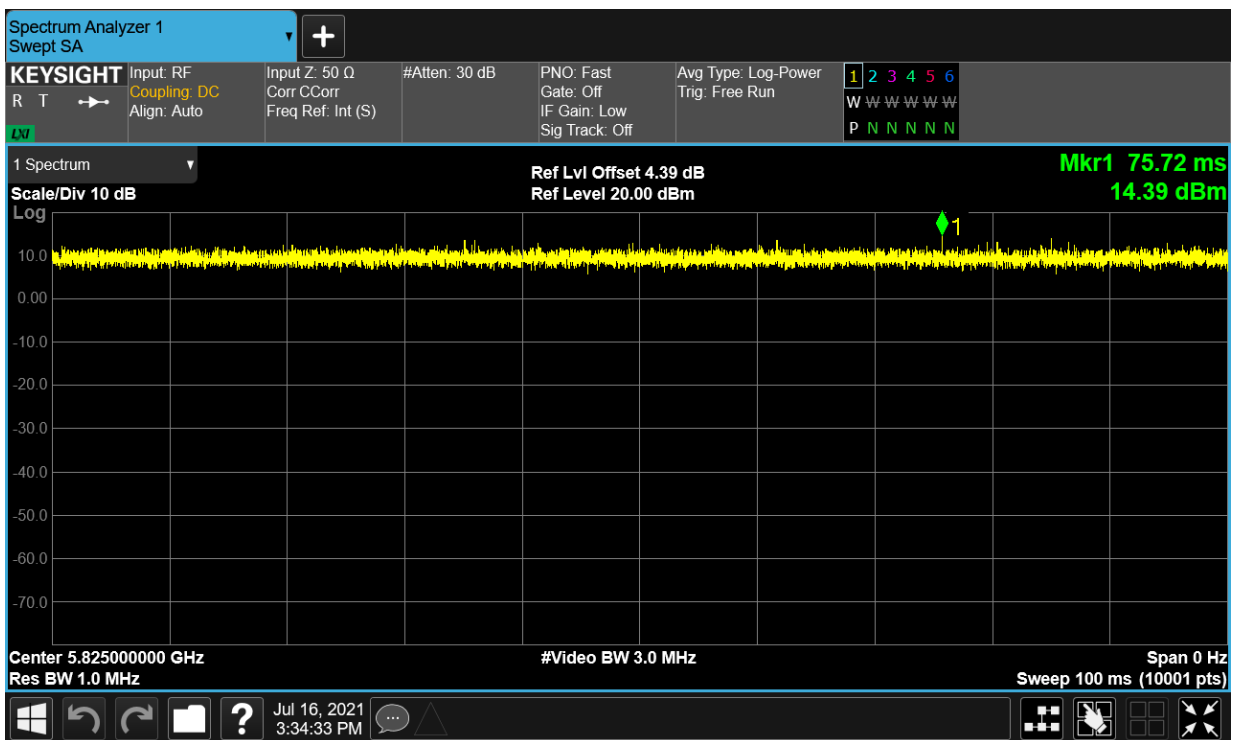 Spectrum Analyzer 1
Swept SA
KEYSIGHT
R T
LXI
Input: RF
Coupling: DC
Align: Auto
Input Z: 50 Ω
Corr CCorr
Freq Ref: Int (S)
#Atten: 30 dB
PNO: Fast
Gate: Off
IF Gain: Low
Sig Track: Off
Avg Type: Log-Power
Trig: Free Run
1 2 3 4 5 6
W W W W W W
P N N N N N
1 Spectrum
Scale/Div 10 dB
Ref Lvl Offset 4.39 dB
Ref Level 20.00 dBm
Mkr1 75.72 ms
14.39 dBm
Log
1
10.0
0.00
-10.0
-20.0
-30.0
-40.0
-50.0
-60.0
-70.0
Center 5.825000000 GHz
Res BW 1.0 MHz
#Video BW 3.0 MHz
Span 0 Hz
Sweep 100 ms (10001 pts)
?
Jul 16, 2021
3:34:33 PM